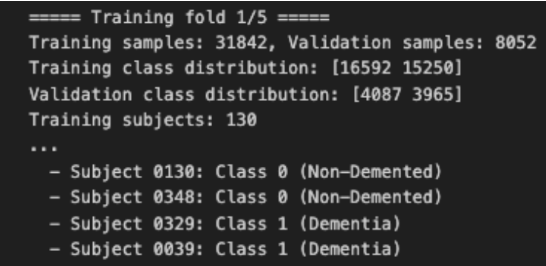 ===== Training fold 1/5 =====
Training samples: 31842, Validation samples: 8052
Training class distribution: [16592 15250]
Validation class distribution: [4087 3965]
Training subjects: 130
...
- Subject 0130: Class 0 (Non-Demented)
- Subject 0348: Class 0 (Non-Demented)
- Subject 0329: Class 1 (Dementia)
- Subject 0039: Class 1 (Dementia)